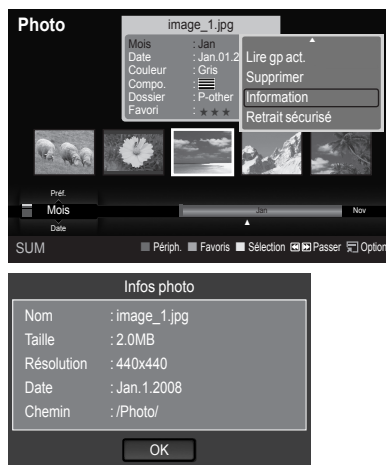 Photo
image_1.jpg
Mois : Jan
Date : Jan.01.2
Couleur : Gris
Compo. :
Dossier : P-other
Favori : ★ ★ ★
Lire gp act.
Supprimer
Information
Retrait sécurisé
Préf.
Mois
Jan
Nov
Date
SUM
Périph.
Favoris
Sélection
Passer
Option
Infos photo
Nom : image_1.jpg
Taille : 2.0MB
Résolution : 440x440
Date : Jan.1.2008
Chemin : /Photo/
OK